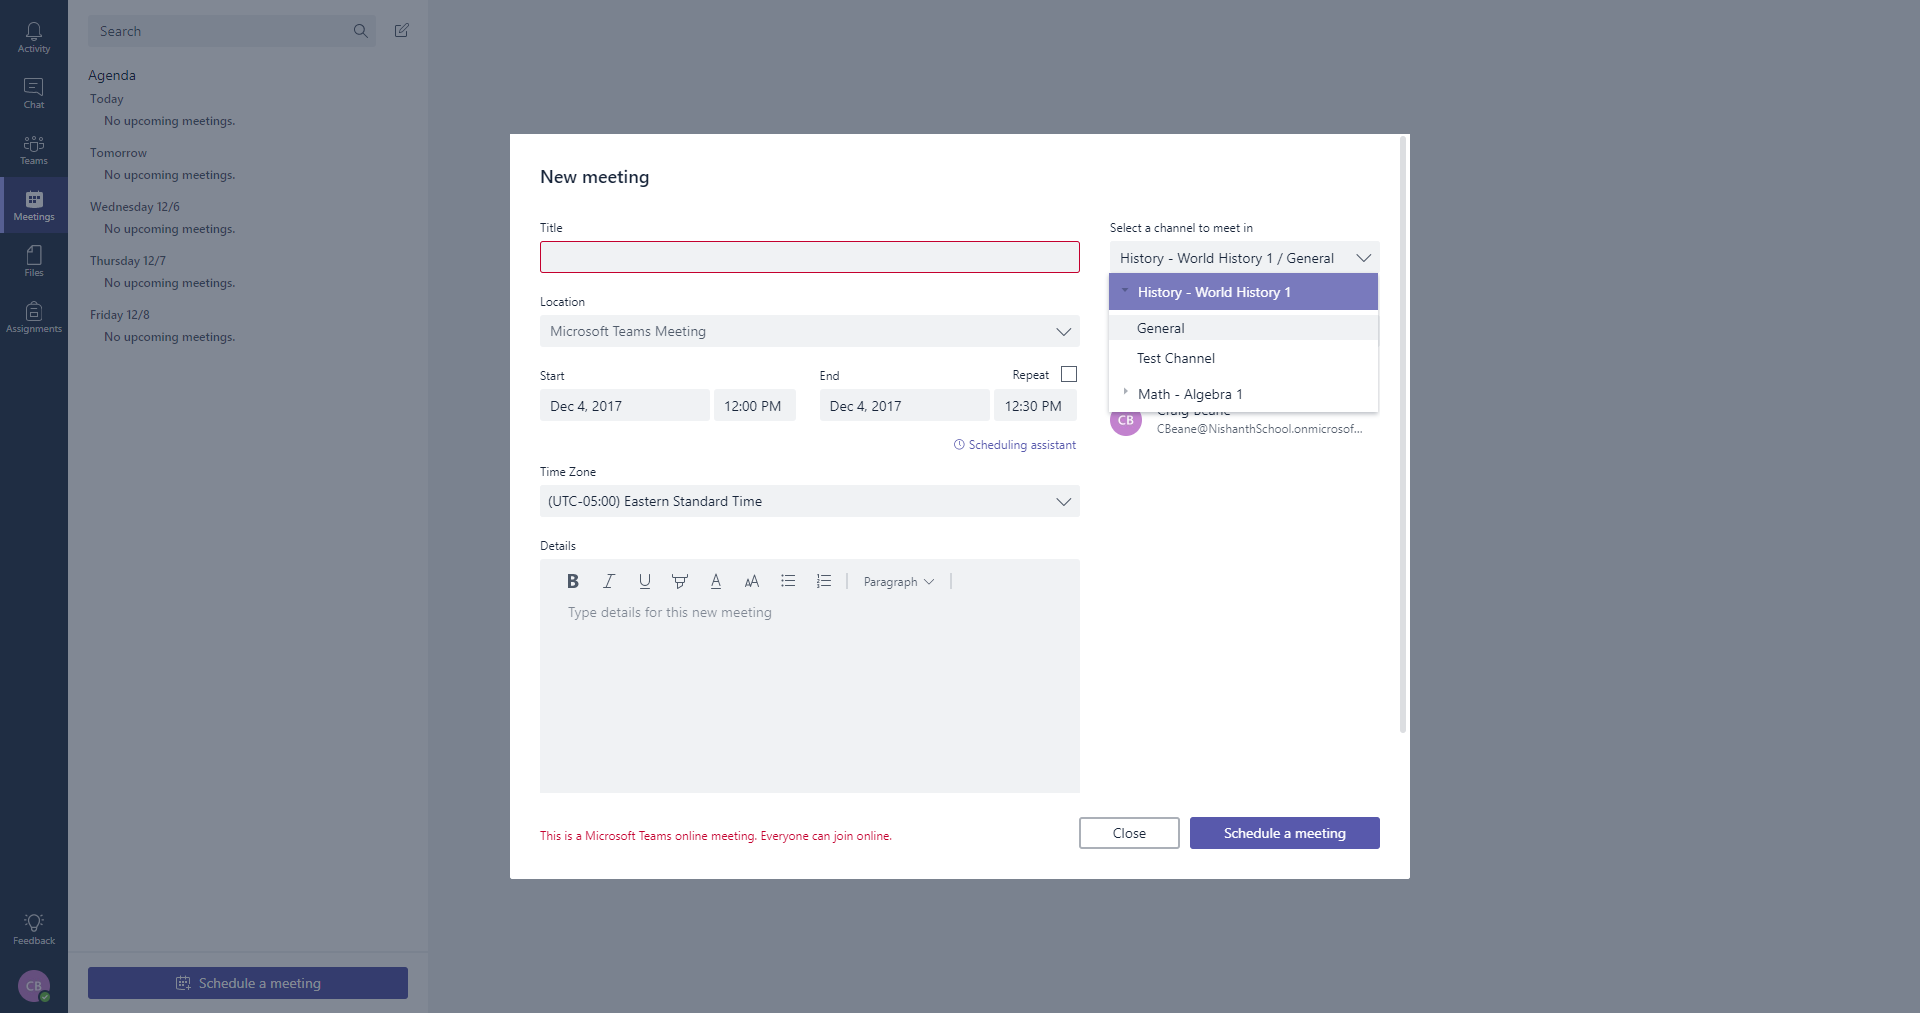 Activity
Chat
Teams
Meetings
Files
Assignments
Feedback
CB
Search
Agenda
Today
No upcoming meetings.
Tomorrow
No upcoming meetings.
Wednesday 12/6
No upcoming meetings.
Thursday 12/7
No upcoming meetings.
Friday 12/8
No upcoming meetings.
Schedule a meeting
New meeting
Title
Location
Microsoft Teams Meeting
Start
End
Repeat
Dec 4, 2017 12:00 PM
Dec 4, 2017 12:30 PM
Scheduling assistant
Time Zone
(UTC-05:00) Eastern Standard Time
Details
B I U A AA Paragraph
Type details for this new meeting
This is a Microsoft Teams online meeting. Everyone can join online.
Select a channel to meet in
History - World History 1 / General
History - World History 1
General
Test Channel
Math - Algebra 1
CB
Craig Beane
CBeane@NishanthSchool.onmicrosof...
Close
Schedule a meeting